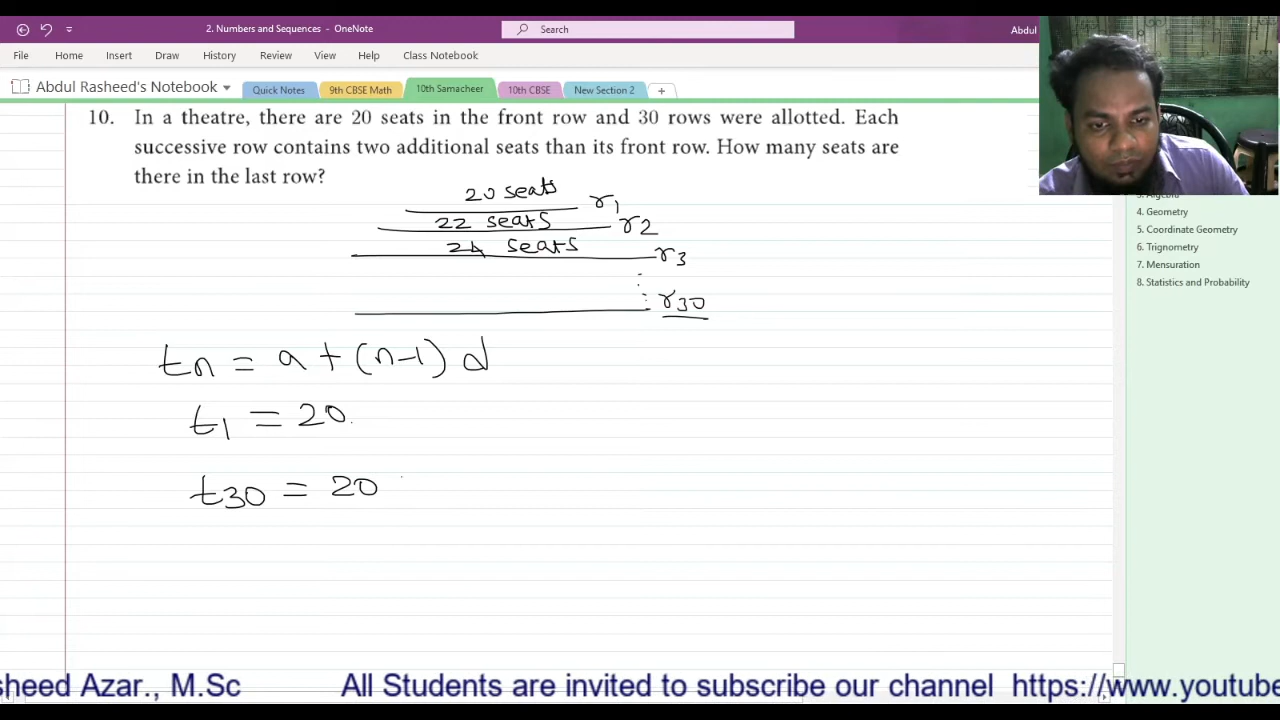 2. Numbers and Sequences - OneNote
Search
Abdul
File Home Insert Draw History Review View Help Class Notebook
Abdul Rasheed's Notebook
Quick Notes
9th CBSE Math
10th Samacheer
10th CBSE
New Section 2
10. In a theatre, there are 20 seats in the front row and 30 rows were allotted. Each
successive row contains two additional seats than its front row. How many seats are
there in the last row?
20 seats r1
22 seats r2
24 seats r3
r30
tn = a + (n-1) d
t1 = 20.
t30 = 20
3. Algebra
4. Geometry
5. Coordinate Geometry
6. Trignometry
7. Mensuration
8. Statistics and Probability
sheed Azar., M.Sc All Students are invited to subscribe our channel https://www.youtube